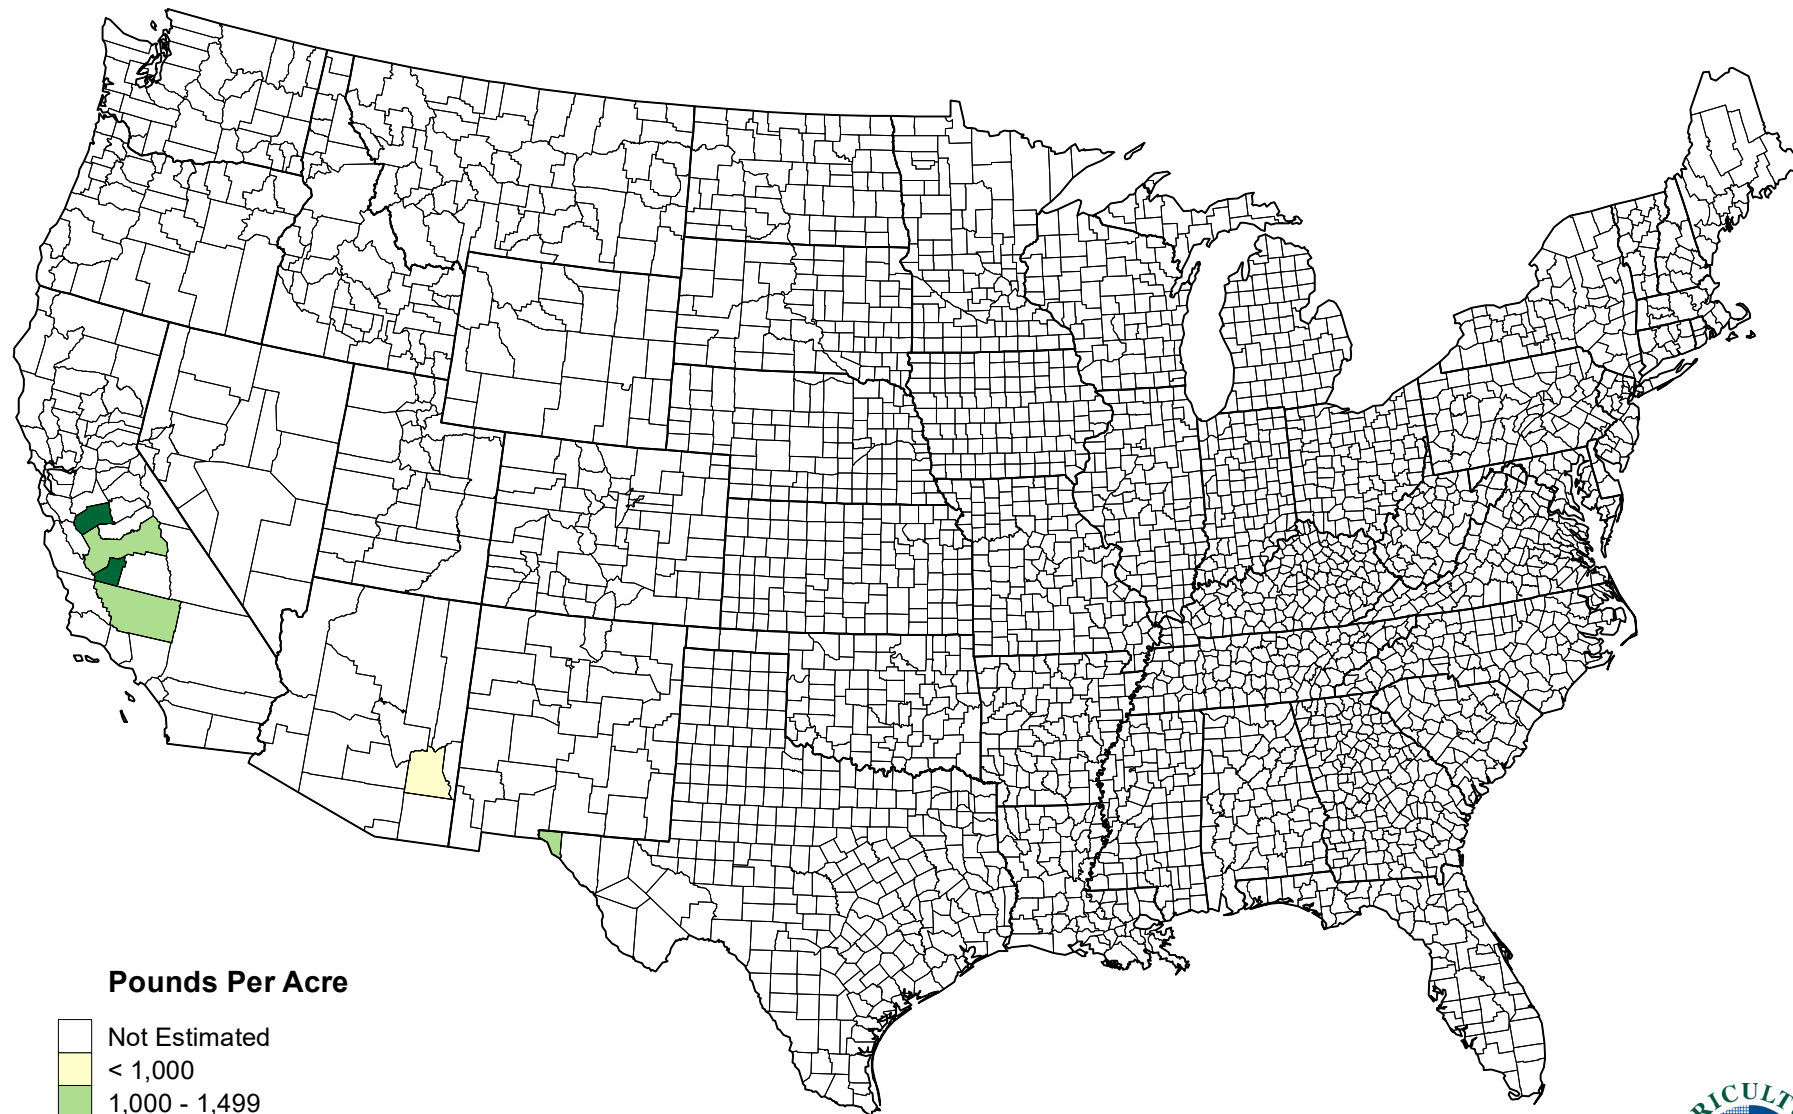 Pounds Per Acre
Not Estimated
< 1,000
1,000 - 1,499